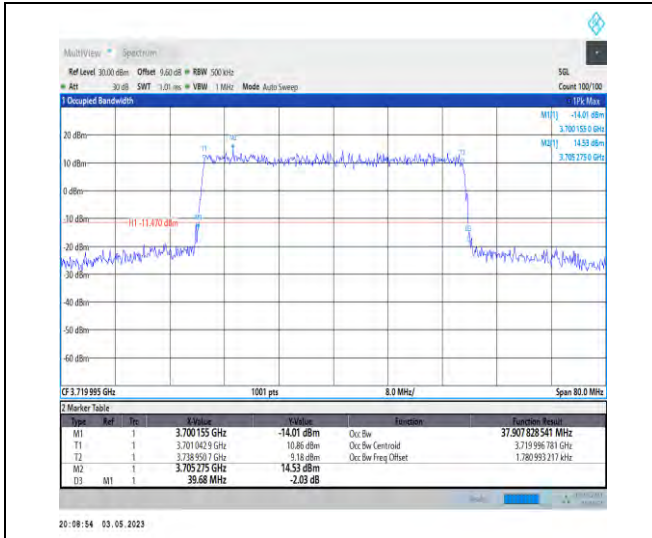 MultiView Spectrum
Ref Level 30.00 dBm Offset 9.60 dB RBW 500 kHz SGL
Att 30 dB SWT 1.01 ms VBW 1 MHz Mode Auto Sweep Count 100/100
1 Occupied Bandwidth 1Pk Max
M1[1] -14.01 dBm
3.700 155 0 GHz
M2[1] 14.53 dBm
3.705 275 0 GHz
20 dBm
10 dBm
0 dBm
-10 dBm
H1 -11.470 dBm
-20 dBm
-30 dBm
-40 dBm
-50 dBm
-60 dBm
CF 3.719 995 GHz 1001 pts 8.0 MHz/ Span 80.0 MHz
2 Marker Table
Type Ref Trc X-Value Y-Value Function Function Result
M1 1 3.700155 GHz -14.01 dBm Occ Bw 37.907 828 541 MHz
T1 1 3.701 042 9 GHz 10.86 dBm Occ Bw Centroid 3.719 996 781 GHz
T2 1 3.738 950 7 GHz 9.18 dBm Occ Bw Freq Offset 1.780 993 217 kHz
M2 1 3.705 275 GHz 14.53 dBm
D3 M1 1 39.68 MHz -2.03 dB
20:08:54 03.05.2023